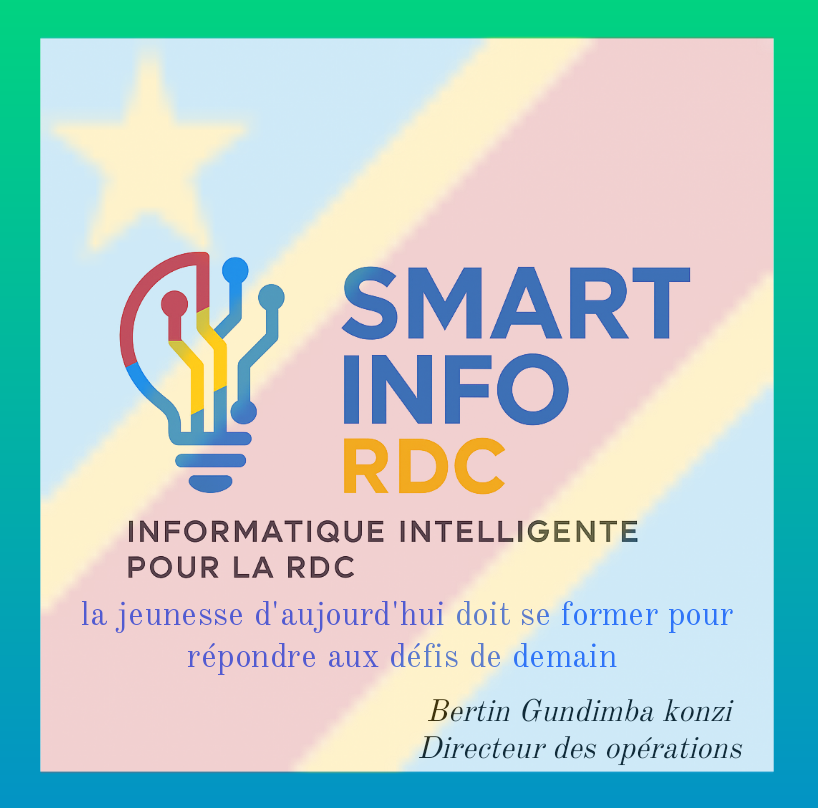 SMART
INFO
RDC
INFORMATIQUE INTELLIGENTE
POUR LA RDC
la jeunesse d'aujourd'hui doit se former pour
répondre aux défis de demain
Bertin Gundimba konzi
Directeur des opérations